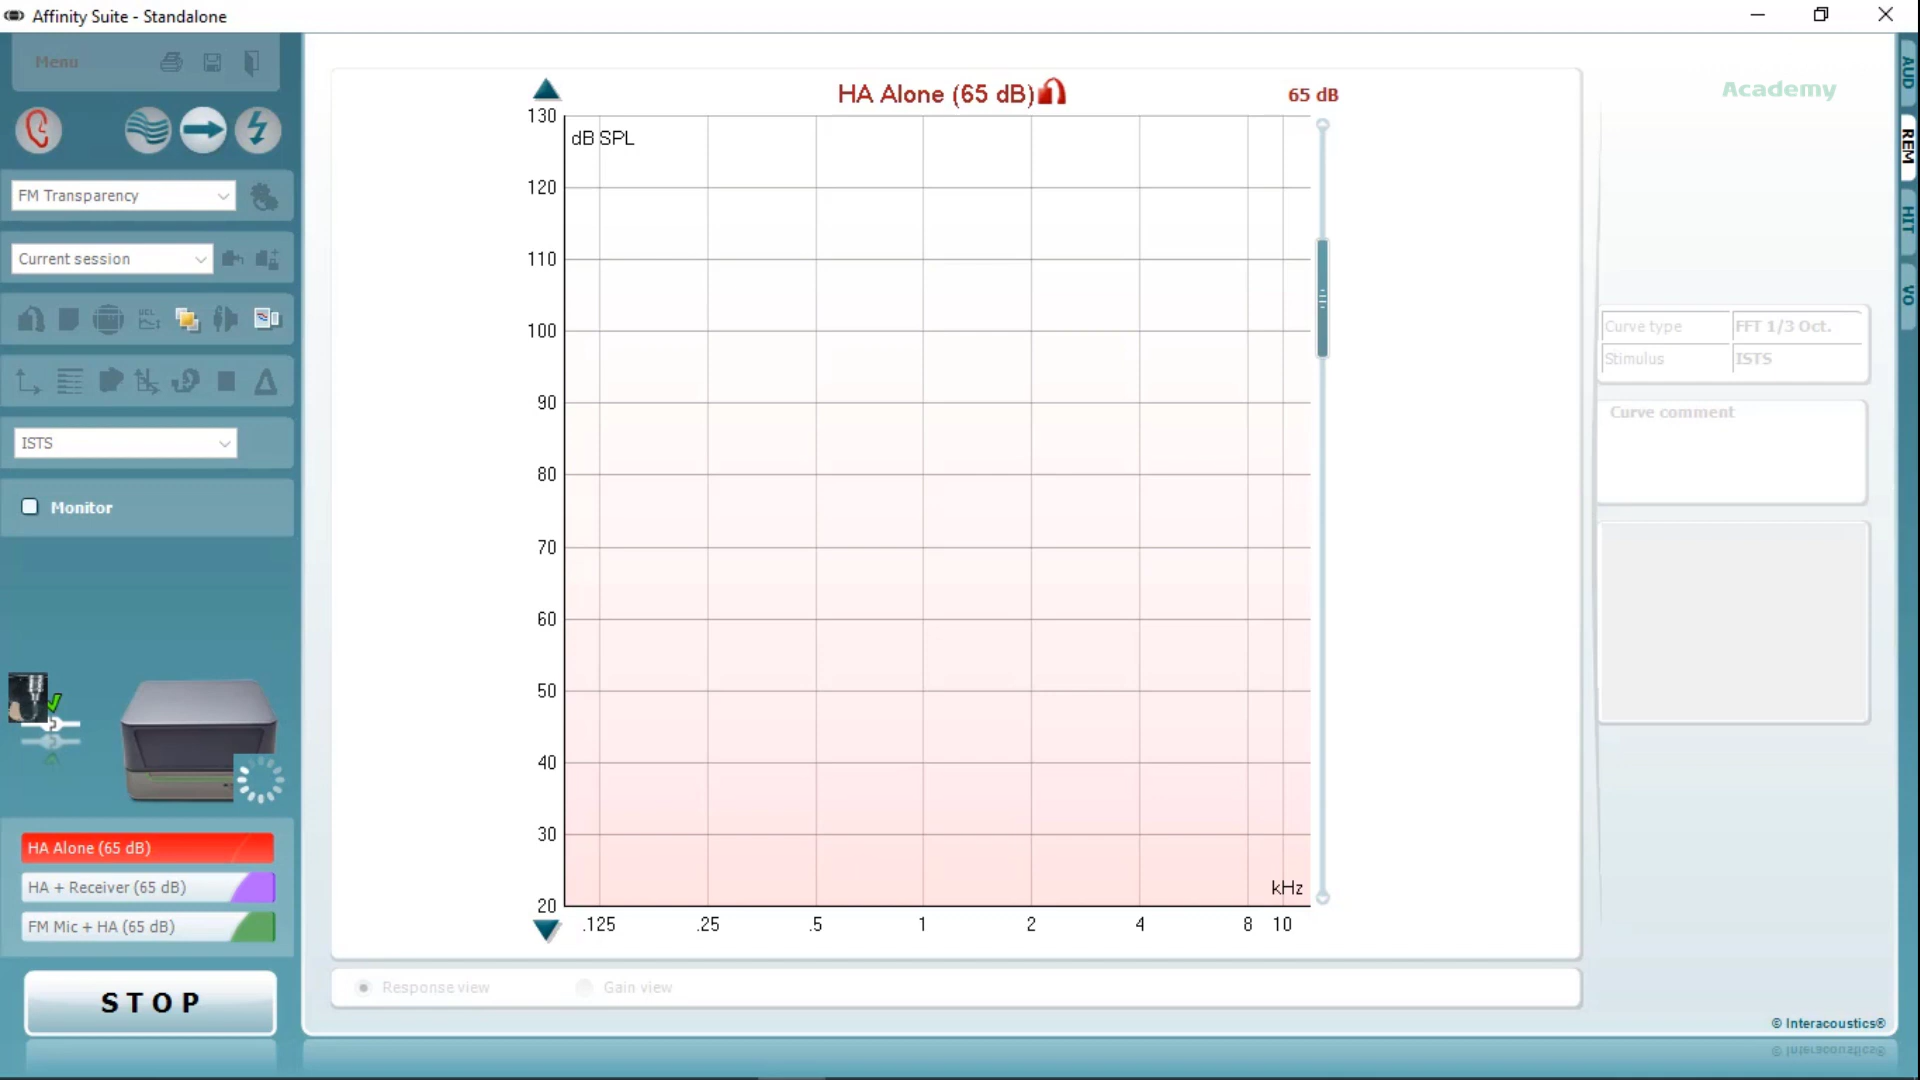 Affinity Suite - Standalone
Menu
FM Transparency
Current session
UCL
ISTS
Monitor
HA Alone (65 dB)
HA + Receiver (65 dB)
FM Mic + HA (65 dB)
STOP
HA Alone (65 dB)
65 dB
dB SPL
130
120
110
100
90
80
70
60
50
40
30
20
kHz
.125 .25 .5 1 2 4 8 10
Response view
Gain view
Academy
Curve type FFT 1/3 Oct.
Stimulus ISTS
Curve comment
© Interacoustics®
© Interacoustics®
AUD
REM
HIT
VO